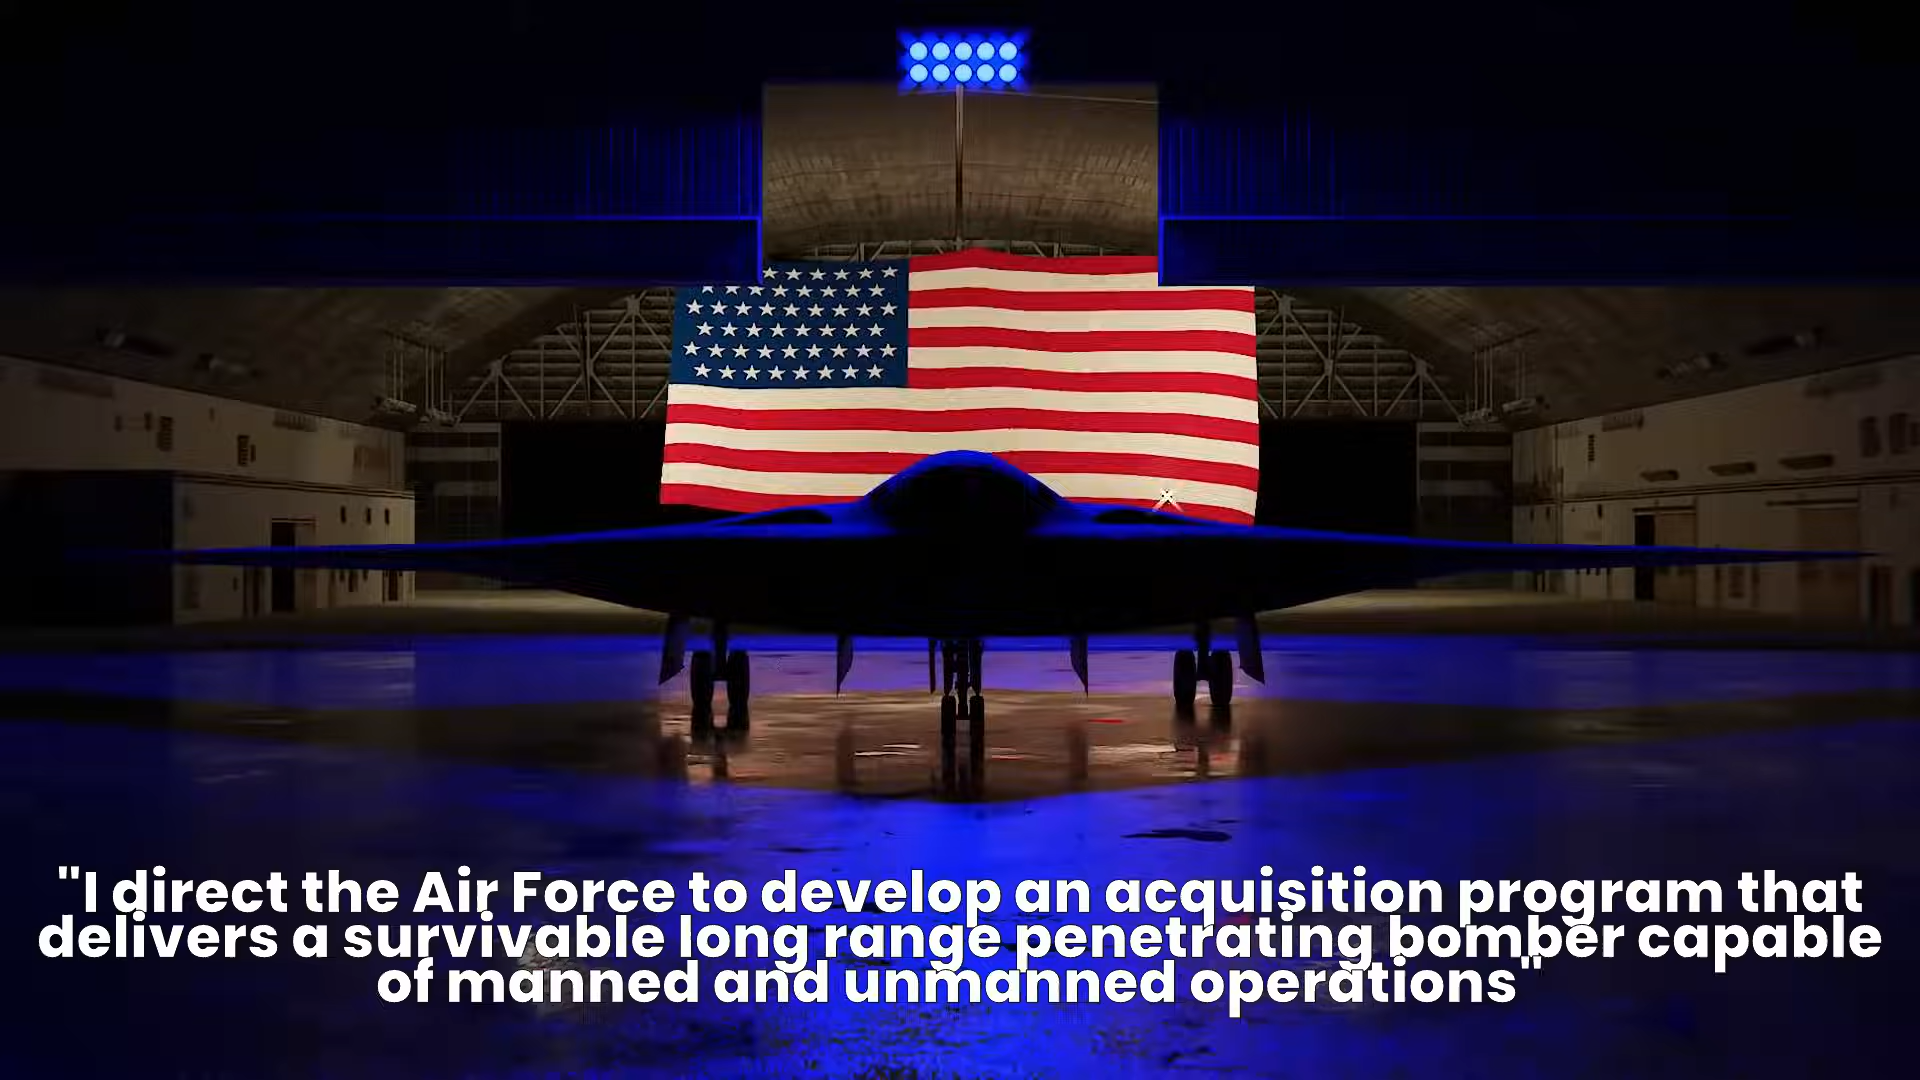 "I direct the Air Force to develop an acquisition program that
delivers a survivable long range penetrating bomber capable
of manned and unmanned operations"